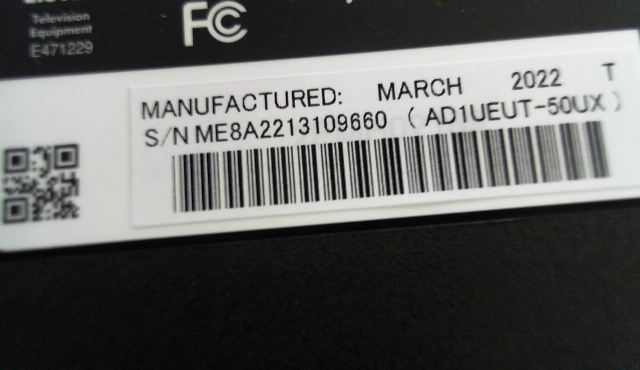 Television
Equipment
E471229
FC
MANUFACTURED: MARCH 2022 T
S/N ME8A2213109660 ( AD1UEUT-50UX )